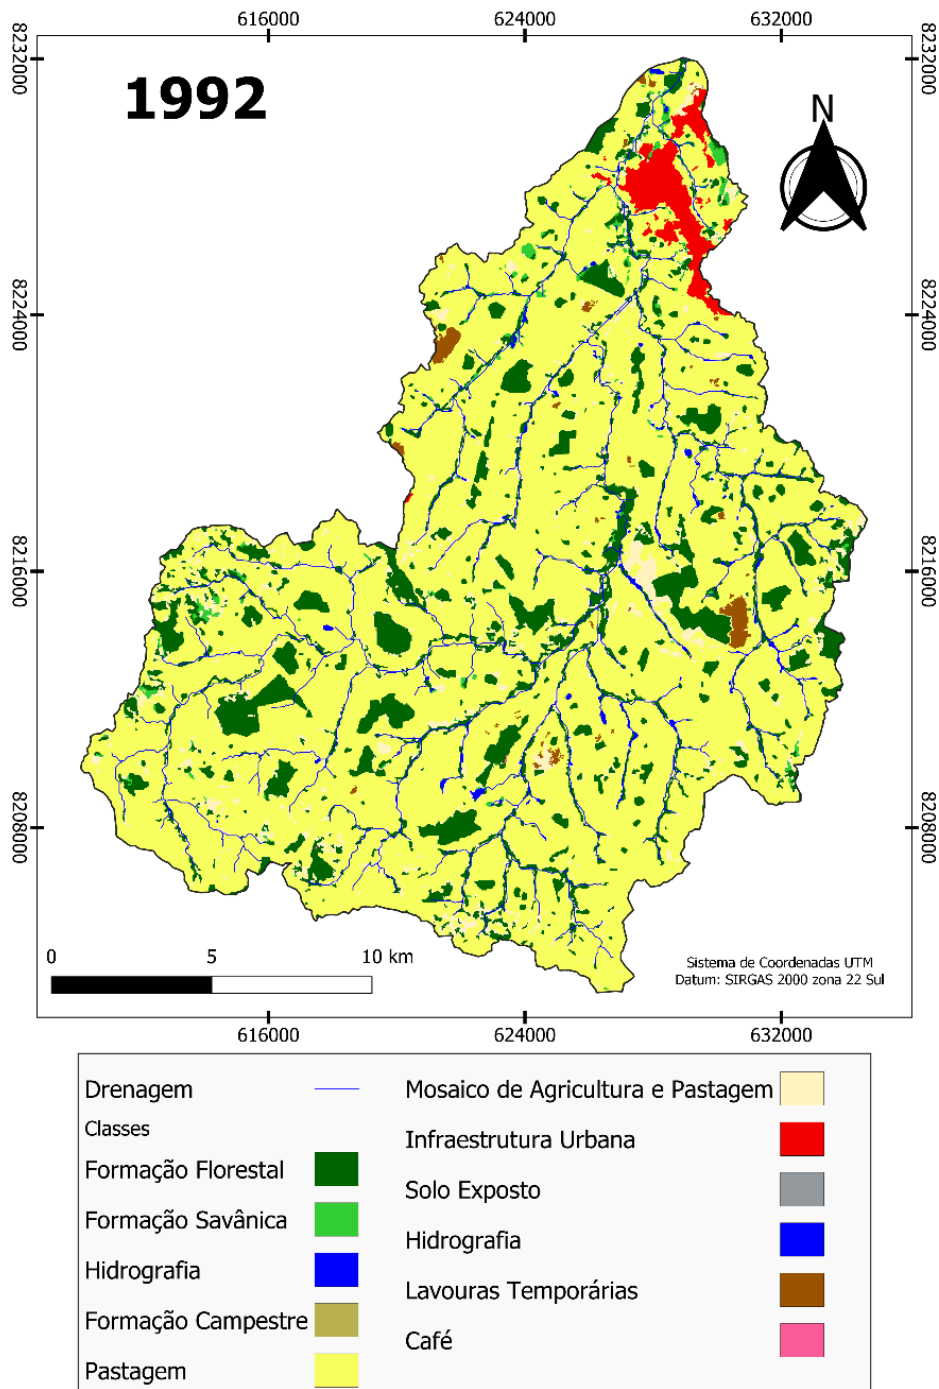 616000 624000 632000
8232000 8232000
1992
N
8224000 8224000
8216000 8216000
8208000 8208000
0 5 10 km
Sistema de Coordenadas UTM
Datum: SIRGAS 2000 zona 22 Sul
616000 624000 632000
Drenagem
Classes
Formação Florestal
Formação Savânica
Hidrografia
Formação Campestre
Pastagem
Mosaico de Agricultura e Pastagem
Infraestrutura Urbana
Solo Exposto
Hidrografia
Lavouras Temporárias
Café